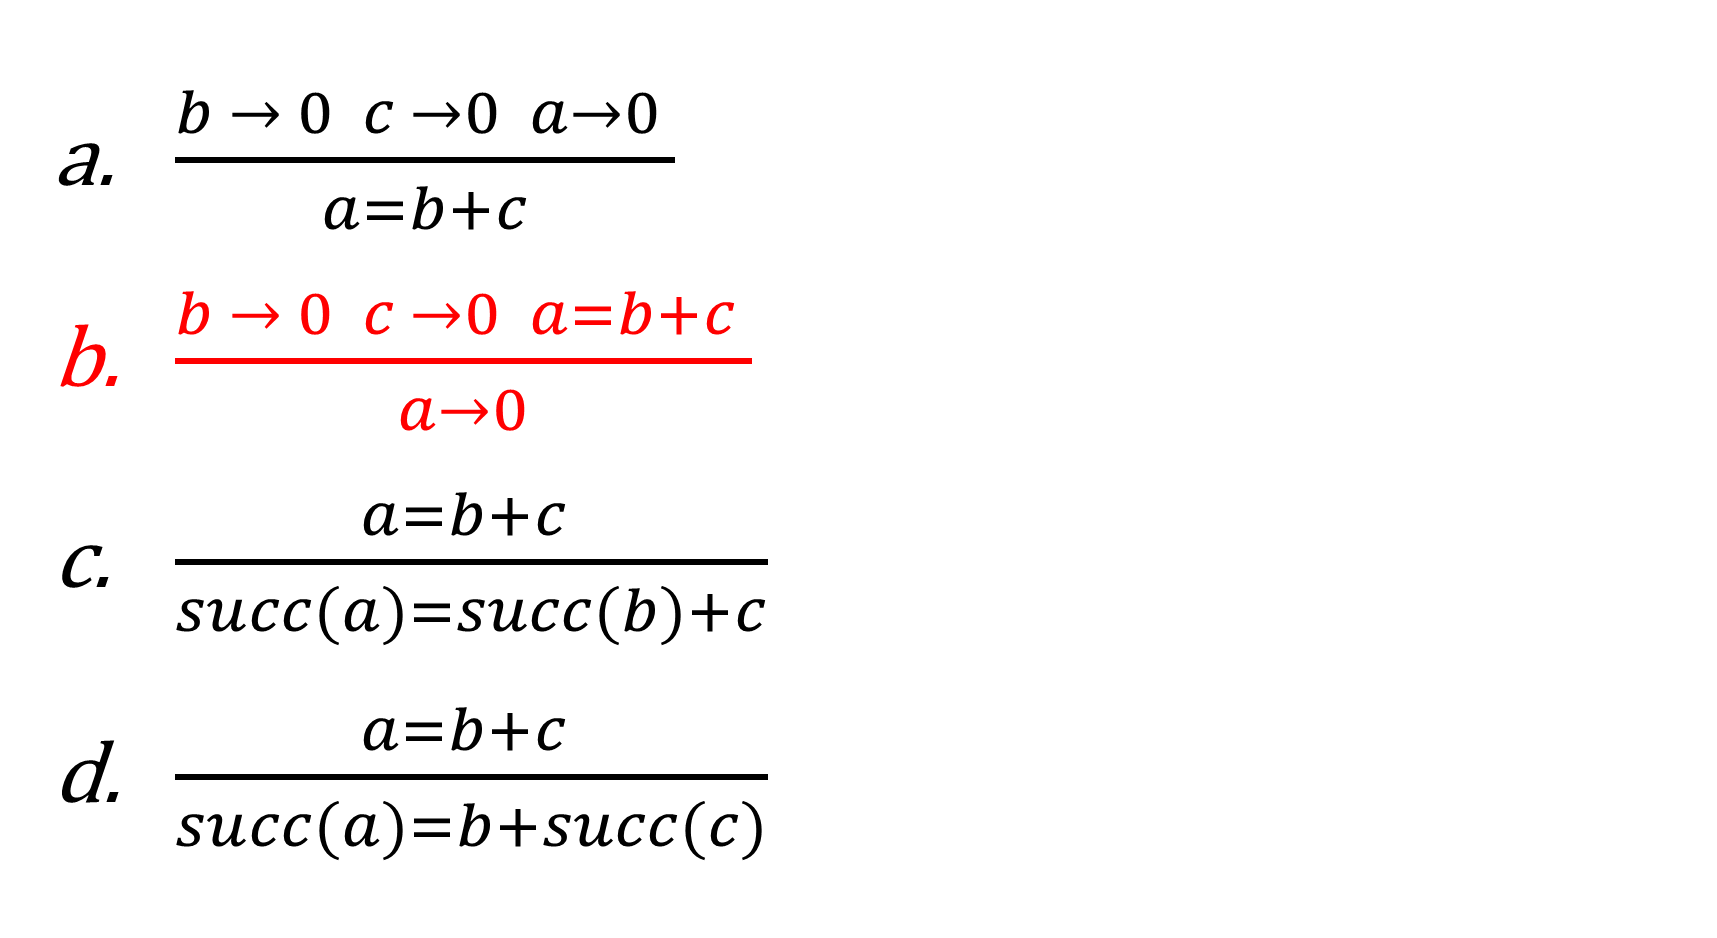 a. b → 0 c →0 a→0
a=b+c
b. b → 0 c →0 a=b+c
a→0
c. a=b+c
succ(a)=succ(b)+c
d. a=b+c
succ(a)=b+succ(c)